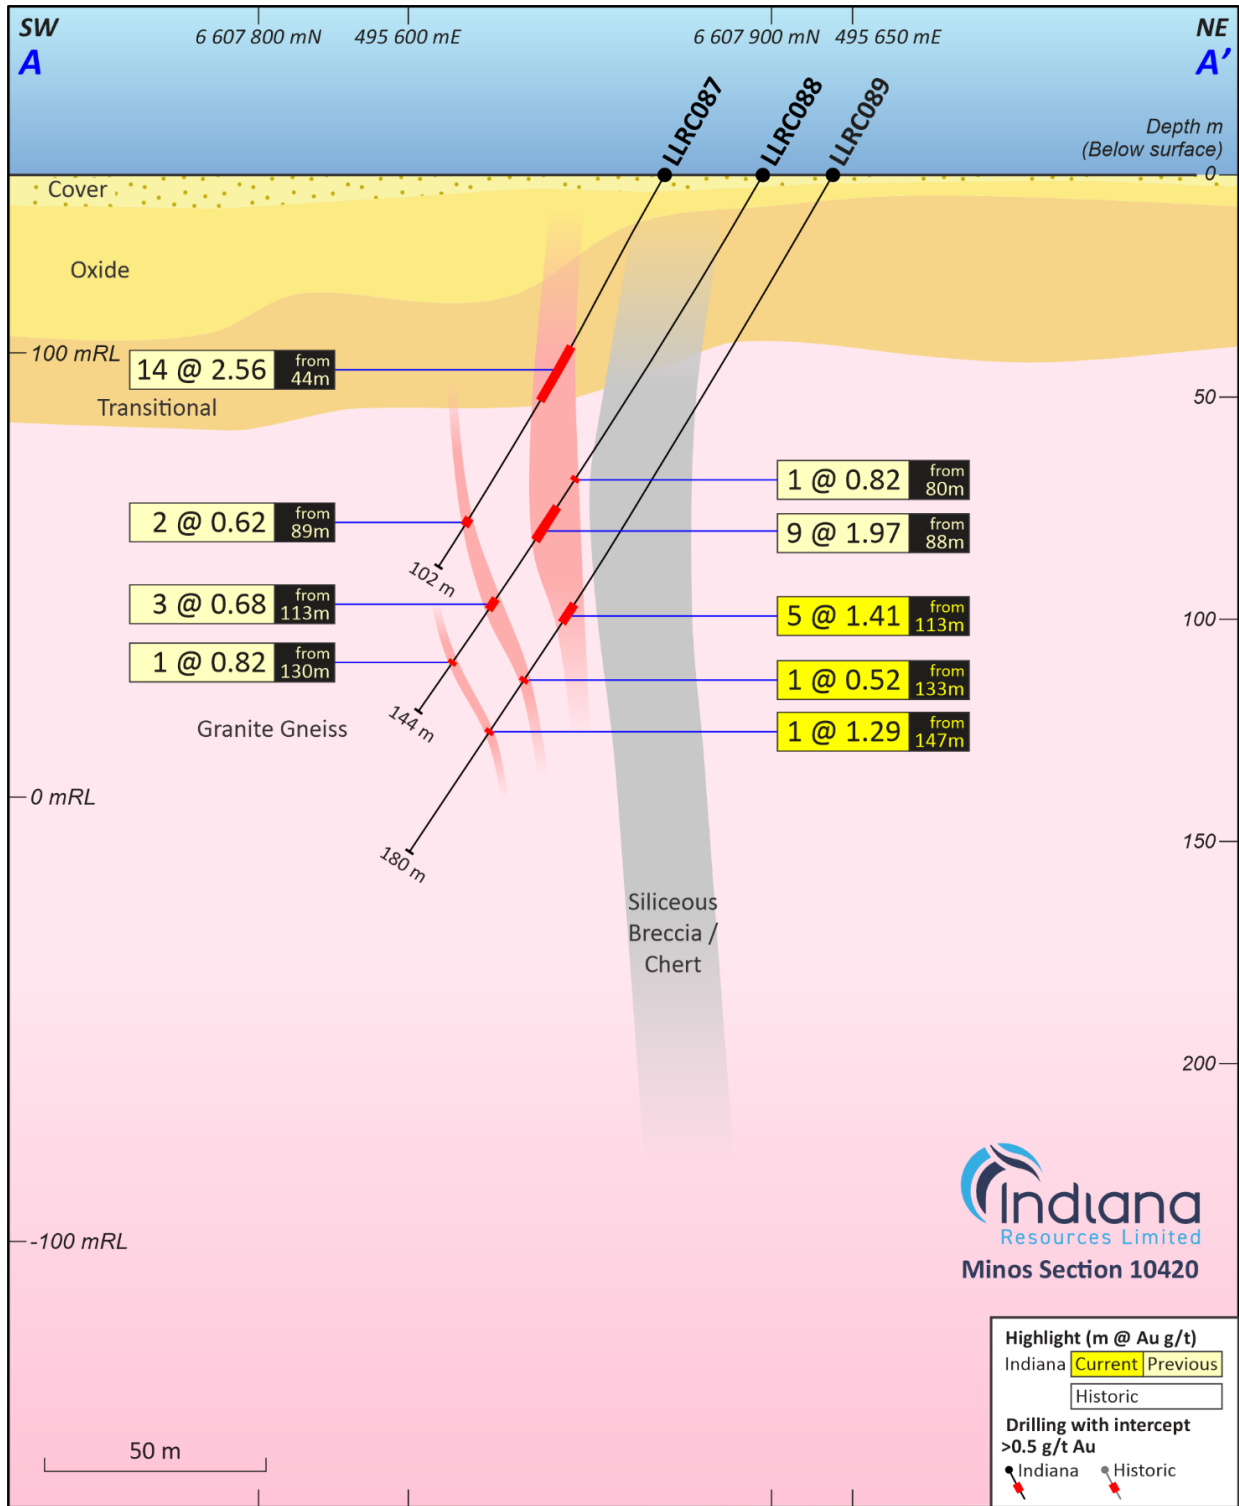 SW
A
6 607 800 mN
495 600 mE
6 607 900 mN
495 650 mE
NE
A'
LLRC087
LLRC088
LLRC089
Depth m
(Below surface)
0
Cover
Oxide
100 mRL
14 @ 2.56
from
44m
Transitional
50
1 @ 0.82
from
80m
2 @ 0.62
from
89m
9 @ 1.97
from
88m
102 m
3 @ 0.68
from
113m
5 @ 1.41
from
113m
100
1 @ 0.82
from
130m
1 @ 0.52
from
133m
144 m
Granite Gneiss
1 @ 1.29
from
147m
0 mRL
150
180 m
Siliceous
Breccia /
Chert
200
-100 mRL
Indiana
Resources Limited
Minos Section 10420
Highlight (m @ Au g/t)
Indiana Current Previous
Historic
Drilling with intercept
>0.5 g/t Au
Indiana Historic
50 m